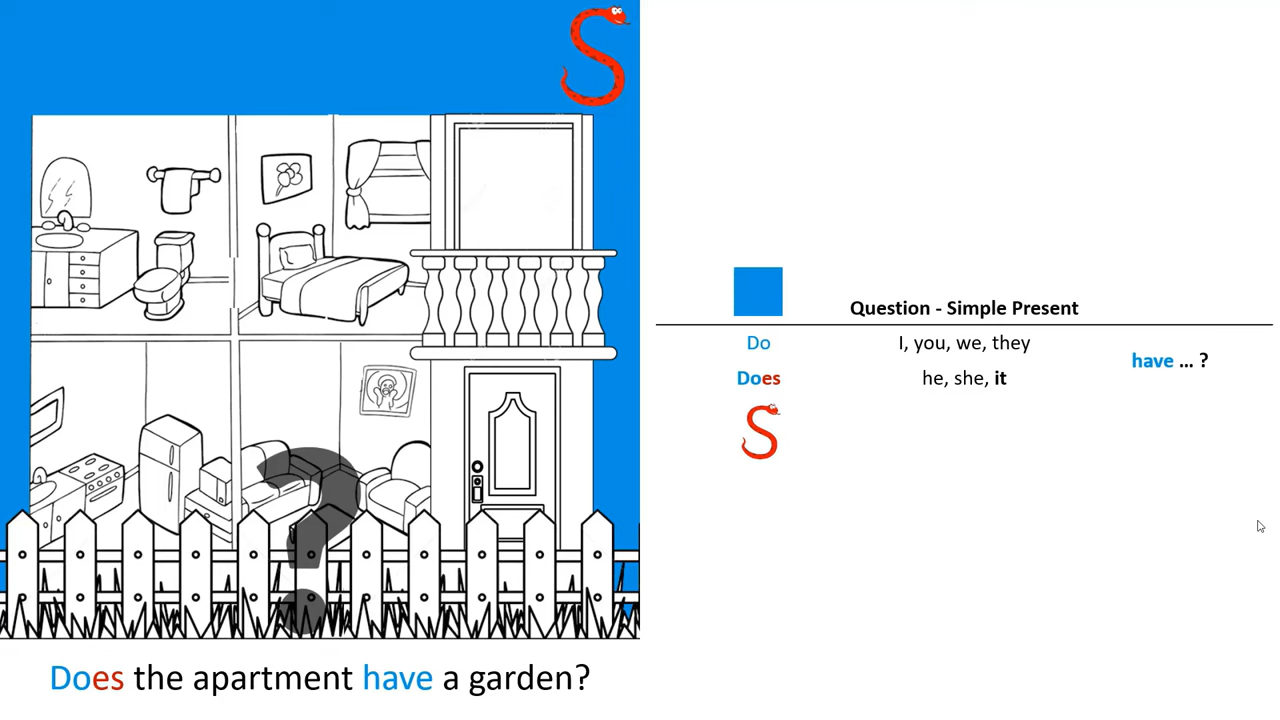 Does the apartment have a garden?
Question - Simple Present
Do I, you, we, they
have ... ?
Does he, she, it